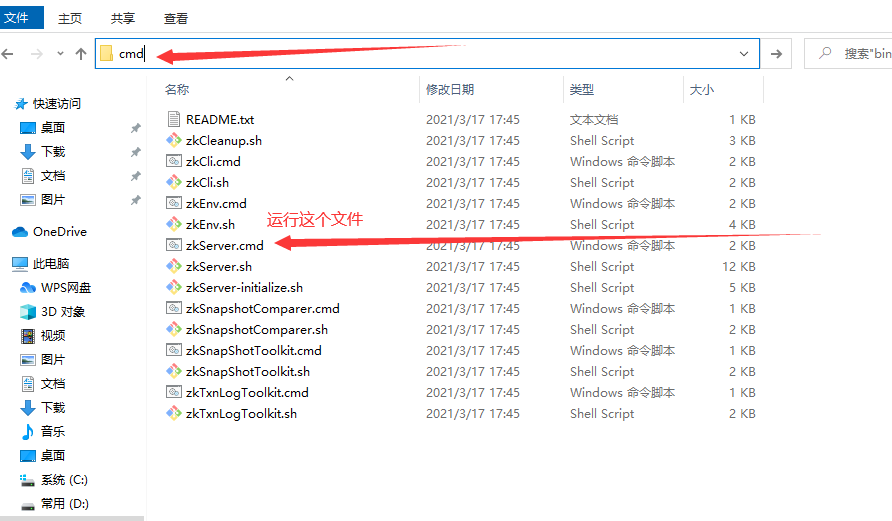 文件 主页 共享 查看
cmd 搜索"bin
名称 修改日期 类型 大小
快速访问
桌面
下载
文档
图片
OneDrive
此电脑
WPS网盘
3D 对象
视频
图片
文档
下载
音乐
桌面
系统 (C:)
常用 (D:)
README.txt 2021/3/17 17:45 文本文档 1 KB
zkCleanup.sh 2021/3/17 17:45 Shell Script 3 KB
zkCli.cmd 2021/3/17 17:45 Windows 命令脚本 2 KB
zkCli.sh 2021/3/17 17:45 Shell Script 2 KB
zkEnv.cmd 2021/3/17 17:45 Windows 命令脚本 2 KB
zkEnv.sh 2021/3/17 17:45 Shell Script 4 KB
运行这个文件
zkServer.cmd 2021/3/17 17:45 Windows 命令脚本 2 KB
zkServer.sh 2021/3/17 17:45 Shell Script 12 KB
zkServer-initialize.sh 2021/3/17 17:45 Shell Script 5 KB
zkSnapshotComparer.cmd 2021/3/17 17:45 Windows 命令脚本 1 KB
zkSnapshotComparer.sh 2021/3/17 17:45 Shell Script 2 KB
zkSnapShotToolkit.cmd 2021/3/17 17:45 Windows 命令脚本 1 KB
zkSnapShotToolkit.sh 2021/3/17 17:45 Shell Script 2 KB
zkTxnLogToolkit.cmd 2021/3/17 17:45 Windows 命令脚本 1 KB
zkTxnLogToolkit.sh 2021/3/17 17:45 Shell Script 2 KB